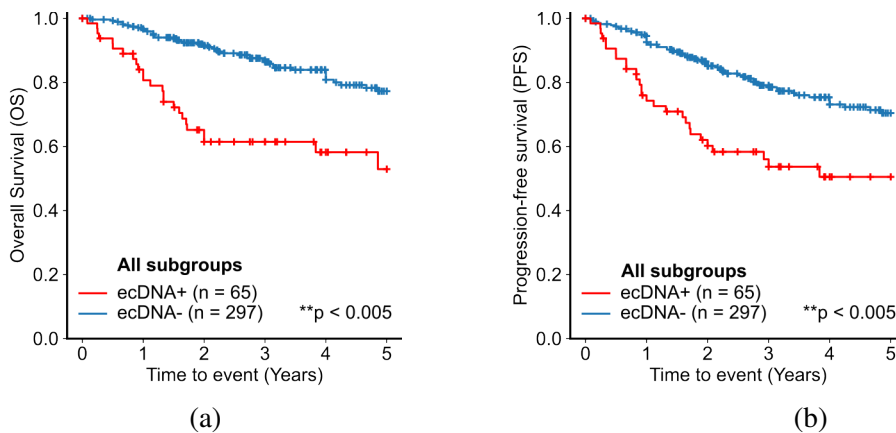 1.0
0.8
0.6
0.4
0.2
0.0
Overall Survival (OS)
All subgroups
ecDNA+ (n = 65)
ecDNA- (n = 297)
**p < 0.005
0 1 2 3 4 5
Time to event (Years)
(a)
1.0
0.8
0.6
0.4
0.2
0.0
Progression-free survival (PFS)
All subgroups
ecDNA+ (n = 65)
ecDNA- (n = 297)
**p < 0.005
0 1 2 3 4 5
Time to event (Years)
(b)